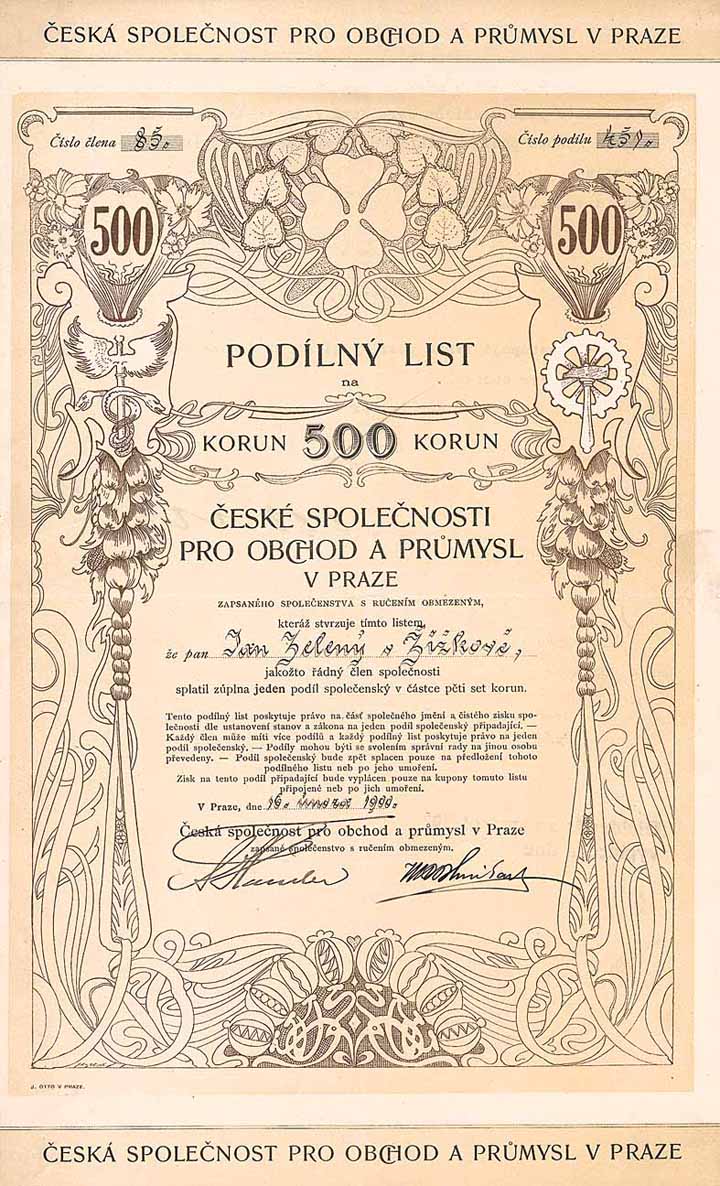 ČESKÁ SPOLEČNOST PRO OBCHOD A PRŮMYSL V PRAZE
Číslo člena 85.
Číslo podílu 451.
500
500
PODÍLNÝ LIST
na
KORUN 500 KORUN
ČESKÉ SPOLEČNOSTI
PRO OBCHOD A PRŮMYSL
V PRAZE
ZAPSANÉHO SPOLEČENSTVA S RUČENÍM OBMEZENÝM,
kteráž stvrzuje tímto listem,
že pan Jan Zelený v Žižkově,
jakožto řádný člen společnosti
splatil zúplna jeden podíl společenský v částce pěti set korun.
Tento podílný list poskytuje právo na část společného jmění a čistého zisku spo-
lečnosti dle ustanovení stanov a zákona na jeden podíl společenský připadající. —
Každý člen může míti více podílů a každý podílný list poskytuje právo na jeden
podíl společenský. — Podíly mohou býti se svolením správní rady na jinou osobu
převedeny. — Podíl společenský bude zpět splacen pouze na předložení tohoto
podílného listu neb po jeho umoření.
Zisk na tento podíl připadající bude vyplácen pouze na kupony tomuto listu
připojené neb po jich umoření.
V Praze, dne 16. února 1900.
Česká společnost pro obchod a průmysl v Praze
zapsané společenstvo s ručením obmezeným.
J. OTTO V PRAZE.
ČESKÁ SPOLEČNOST PRO OBCHOD A PRŮMYSL V PRAZE